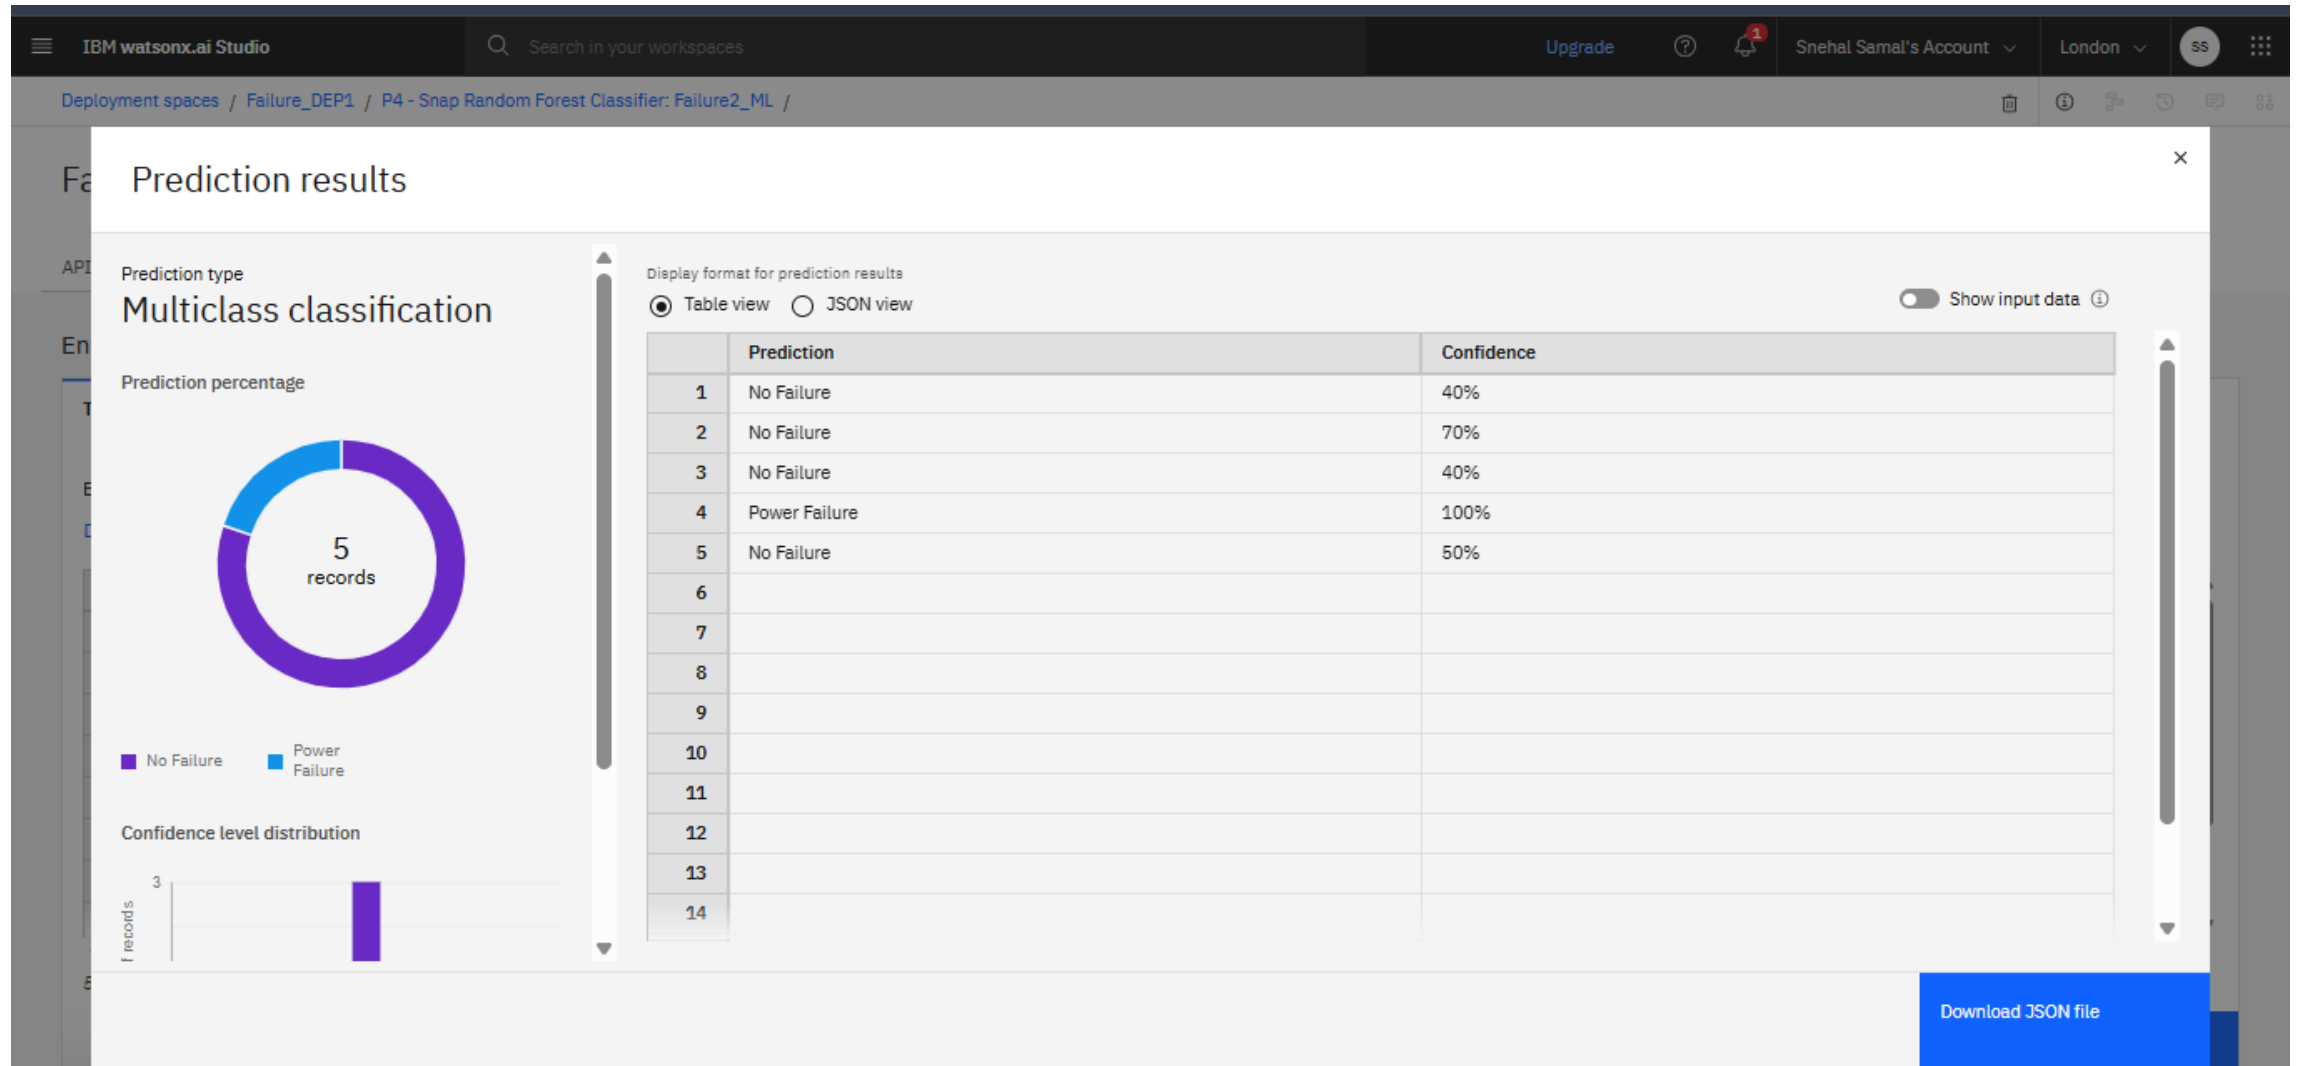 IBM watsonx.ai Studio
Search in your workspaces
Upgrade
1
Snehal Samal's Account
London
SS
Deployment spaces / Failure_DEP1 / P4 - Snap Random Forest Classifier: Failure2_ML /
Prediction results
API
Prediction type
Multiclass classification
Prediction percentage
5
records
No Failure
Power
Failure
Confidence level distribution
3
records
Display format for prediction results
Table view
JSON view
Show input data
Prediction Confidence
1 No Failure 40%
2 No Failure 70%
3 No Failure 40%
4 Power Failure 100%
5 No Failure 50%
6
7
8
9
10
11
12
13
14
Download JSON file